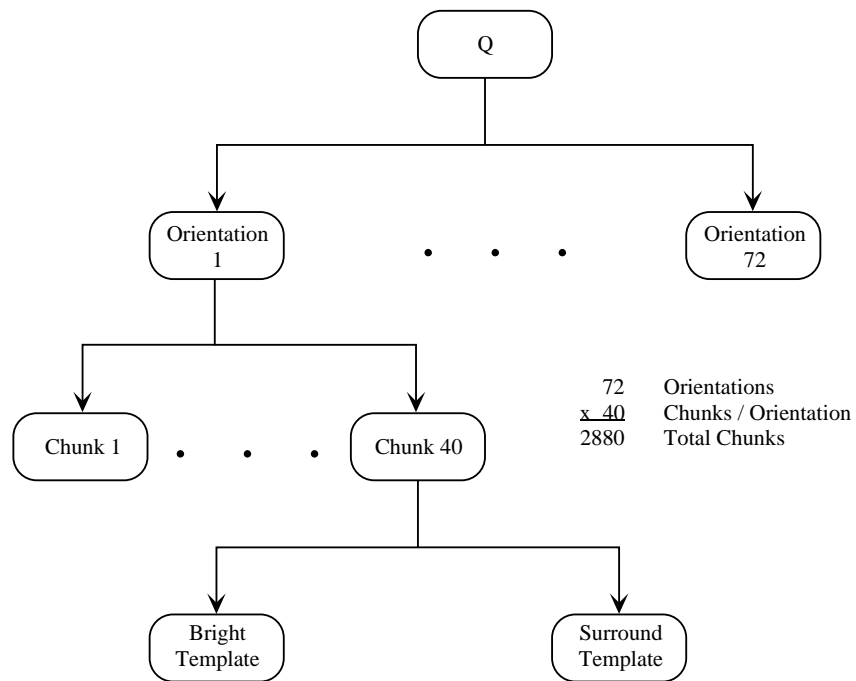 Q
Orientation
1
. . .
Orientation
72
72 Orientations
x 40 Chunks / Orientation
2880 Total Chunks
Chunk 1
. . .
Chunk 40
Bright
Template
Surround
Template